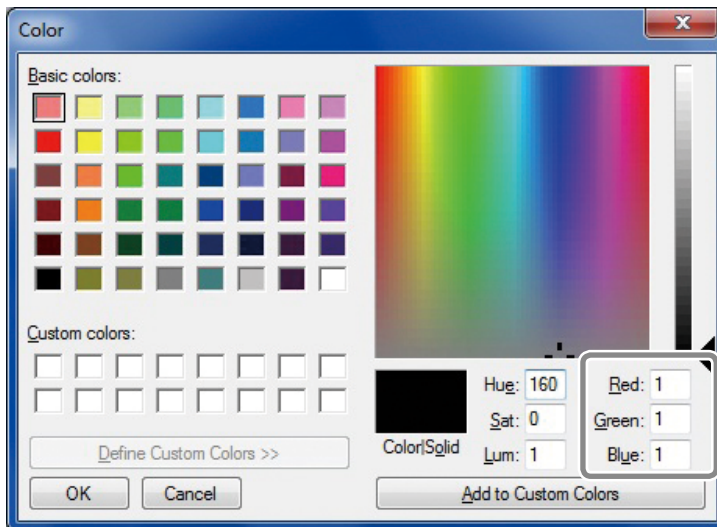 Color
Basic colors:
Custom colors:
Define Custom Colors >>
OK
Cancel
Color|Solid
Hue: 160
Sat: 0
Lum: 1
Red: 1
Green: 1
Blue: 1
Add to Custom Colors